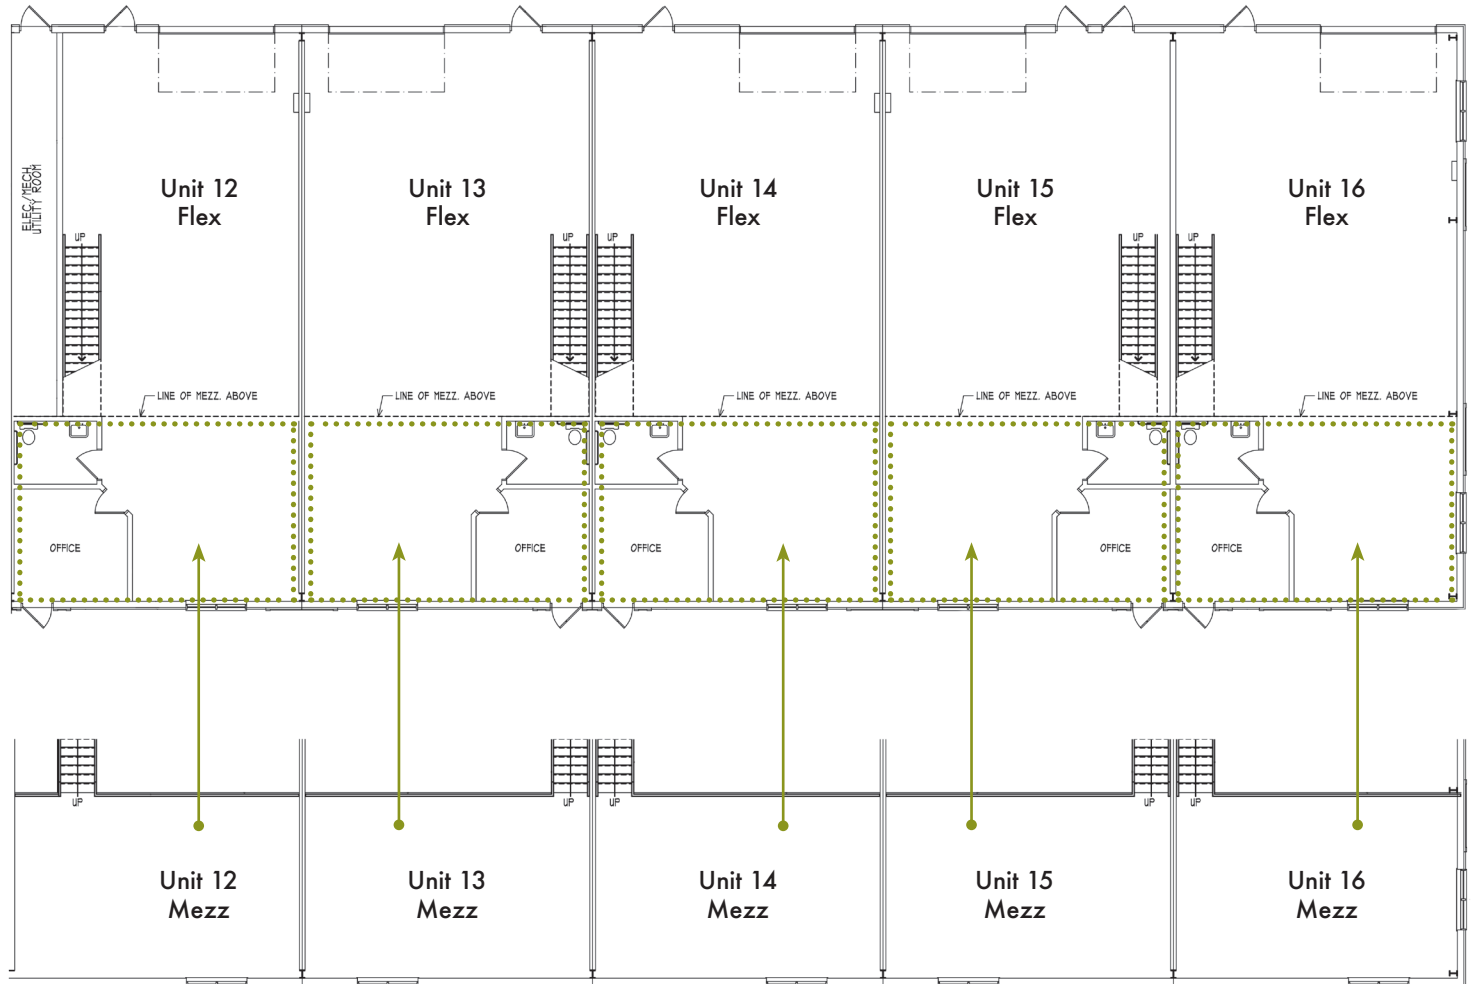 ELEC./MECH.
UTILITY ROOM
Unit 12
Flex
Unit 13
Flex
Unit 14
Flex
Unit 15
Flex
Unit 16
Flex
UP
UP
UP
UP
UP
LINE OF MEZZ. ABOVE
LINE OF MEZZ. ABOVE
LINE OF MEZZ. ABOVE
LINE OF MEZZ. ABOVE
LINE OF MEZZ. ABOVE
OFFICE
OFFICE
OFFICE
OFFICE
OFFICE
UP
UP
UP
UP
UP
Unit 12
Mezz
Unit 13
Mezz
Unit 14
Mezz
Unit 15
Mezz
Unit 16
Mezz